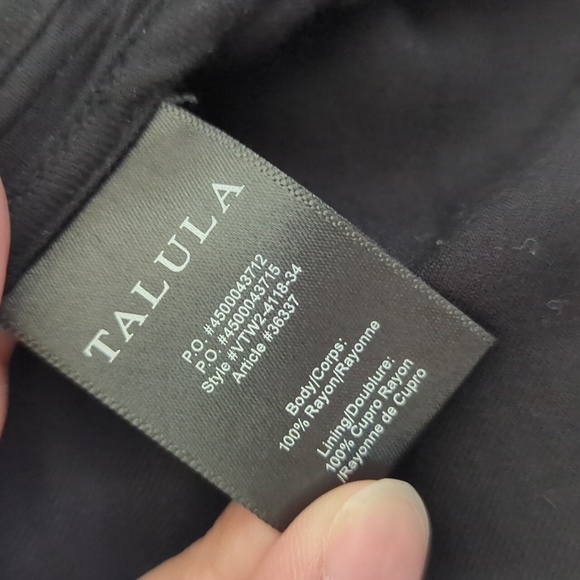 TALULA
P.O. #4500043712
P.O. #4500043715
Style #VTW2-4118-34
Article #36337
Body/Corps:
100% Rayon/Rayonne
Lining/Doublure:
100% Cupro Rayon
/Rayonne de Cupro